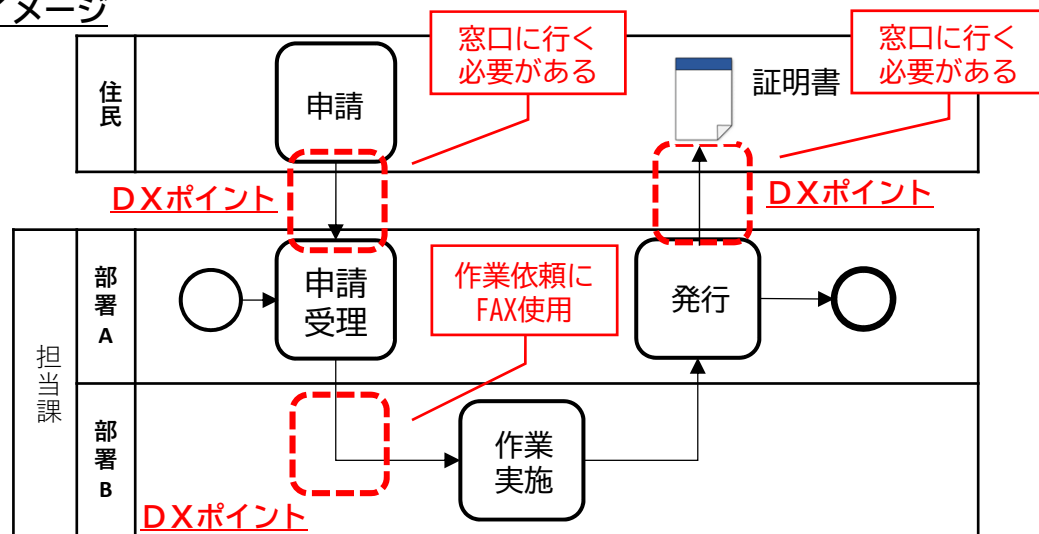 イメージ
窓口に行く
必要がある
窓口に行く
必要がある
住民
申請
証明書
DXポイント
DXポイント
担当課
部署A
申請
受理
作業依頼に
FAX使用
発行
部署B
作業
実施
DXポイント